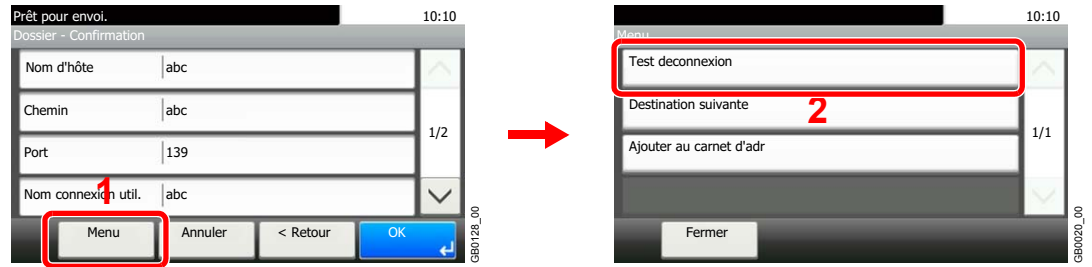 Prêt pour envoi.
10:10
Dossier - Confirmation
Nom d'hôte abc
Chemin abc
Port 139
Nom connexion util. abc
1/2
1
Menu Annuler < Retour OK
GB0128_00
10:10
Menu
Test deconnexion
Destination suivante
2
Ajouter au carnet d'adr
1/1
Fermer
GB0020_00